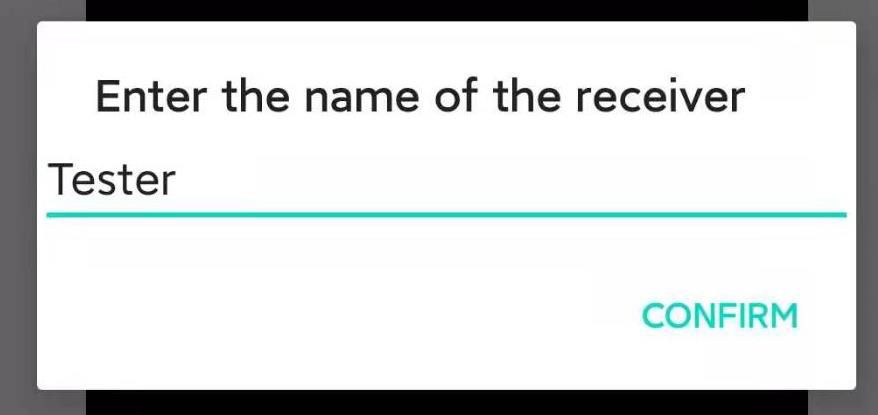 Enter the name of the receiver
Tester
CONFIRM